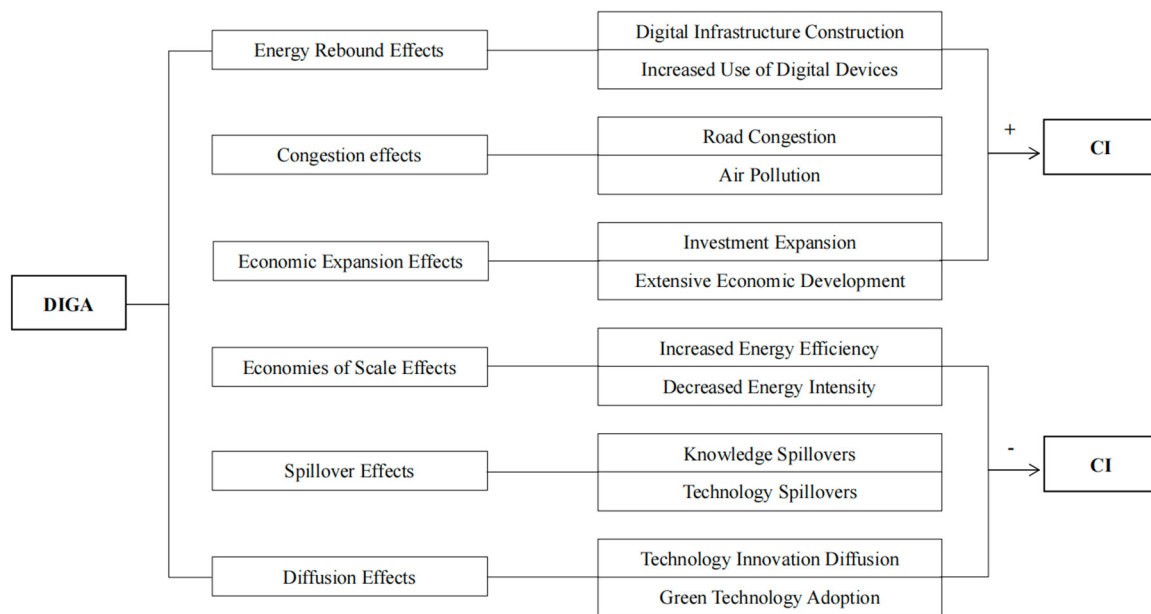 Energy Rebound Effects
Digital Infrastructure Construction
Increased Use of Digital Devices
Congestion effects
Road Congestion
Air Pollution
+
CI
Economic Expansion Effects
Investment Expansion
Extensive Economic Development
DIGA
Economies of Scale Effects
Increased Energy Efficiency
Decreased Energy Intensity
Spillover Effects
Knowledge Spillovers
Technology Spillovers
-
CI
Diffusion Effects
Technology Innovation Diffusion
Green Technology Adoption